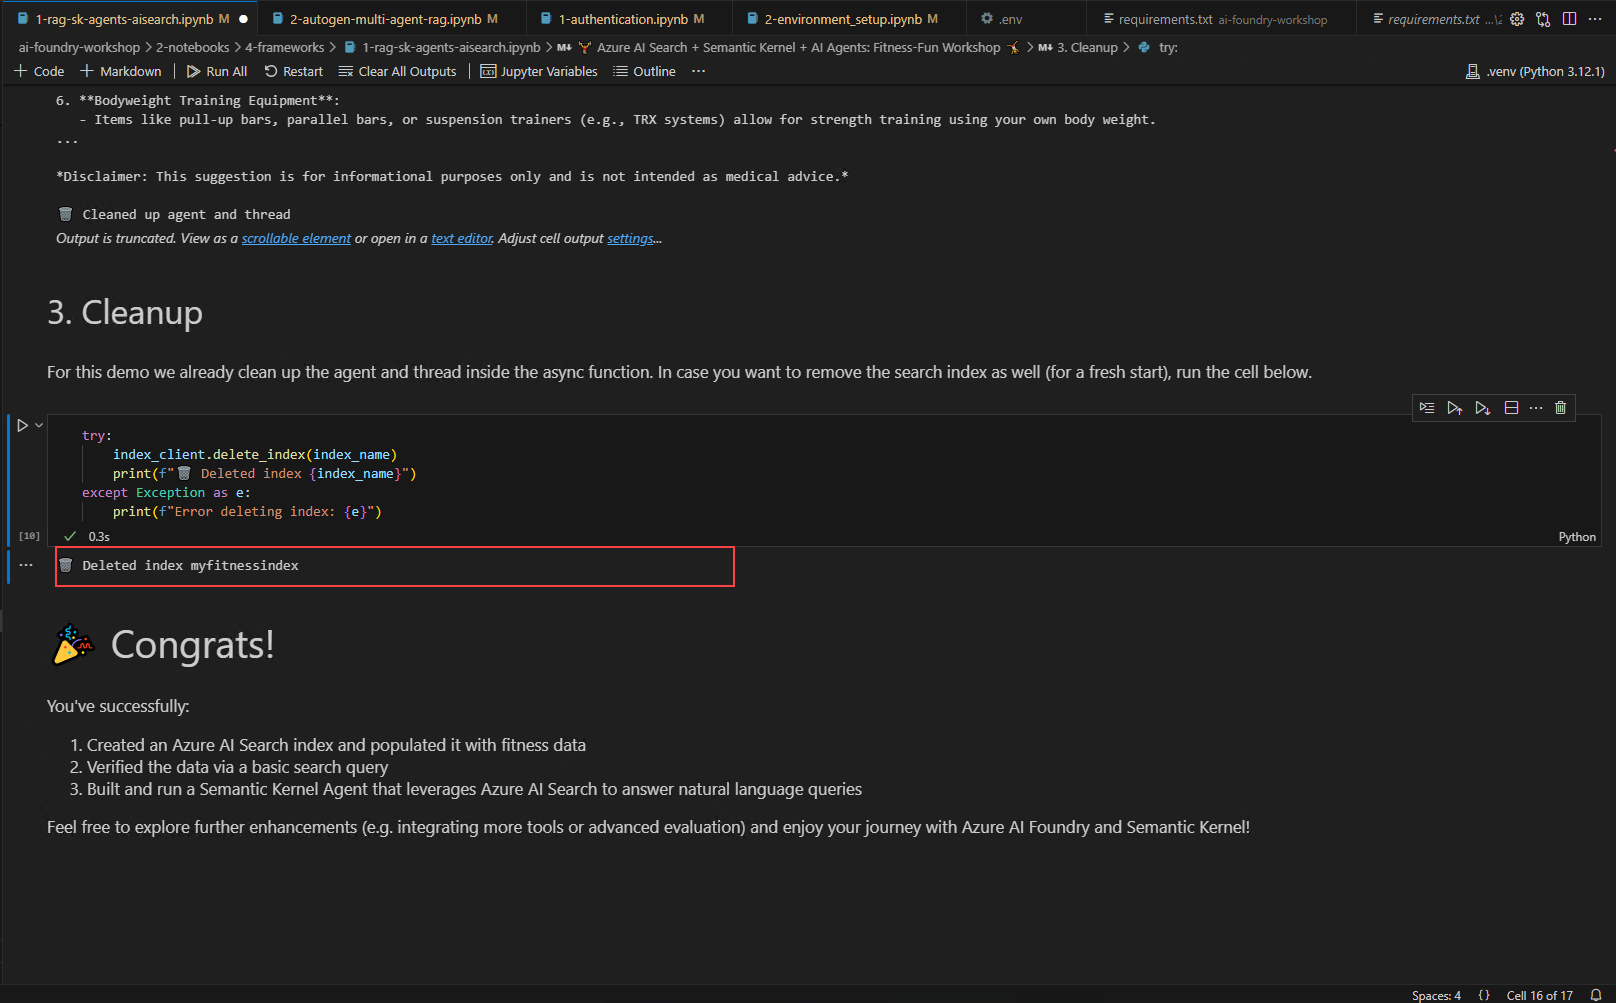 1-rag-sk-agents-aisearch.ipynb M
2-autogen-multi-agent-rag.ipynb M
1-authentication.ipynb M
2-environment_setup.ipynb M
.env
requirements.txt ai-foundry-workshop
requirements.txt ...\2
ai-foundry-workshop > 2-notebooks > 4-frameworks > 1-rag-sk-agents-aisearch.ipynb > M↓ Azure AI Search + Semantic Kernel + AI Agents: Fitness-Fun Workshop > M↓ 3. Cleanup > try:
+ Code + Markdown | Run All Restart Clear All Outputs | Jupyter Variables Outline ...
.venv (Python 3.12.1)
6. **Bodyweight Training Equipment**:
- Items like pull-up bars, parallel bars, or suspension trainers (e.g., TRX systems) allow for strength training using your own body weight.
...
*Disclaimer: This suggestion is for informational purposes only and is not intended as medical advice.*
🗑️ Cleaned up agent and thread
Output is truncated. View as a scrollable element or open in a text editor. Adjust cell output settings...
3. Cleanup
For this demo we already clean up the agent and thread inside the async function. In case you want to remove the search index as well (for a fresh start), run the cell below.
try:
index_client.delete_index(index_name)
print(f"🗑️ Deleted index {index_name}")
except Exception as e:
print(f"Error deleting index: {e}")
[10]
0.3s
Python
🗑️ Deleted index myfitnessindex
🎉 Congrats!
You've successfully:
1. Created an Azure AI Search index and populated it with fitness data
2. Verified the data via a basic search query
3. Built and run a Semantic Kernel Agent that leverages Azure AI Search to answer natural language queries
Feel free to explore further enhancements (e.g. integrating more tools or advanced evaluation) and enjoy your journey with Azure AI Foundry and Semantic Kernel!
Spaces: 4 {} Cell 16 of 17